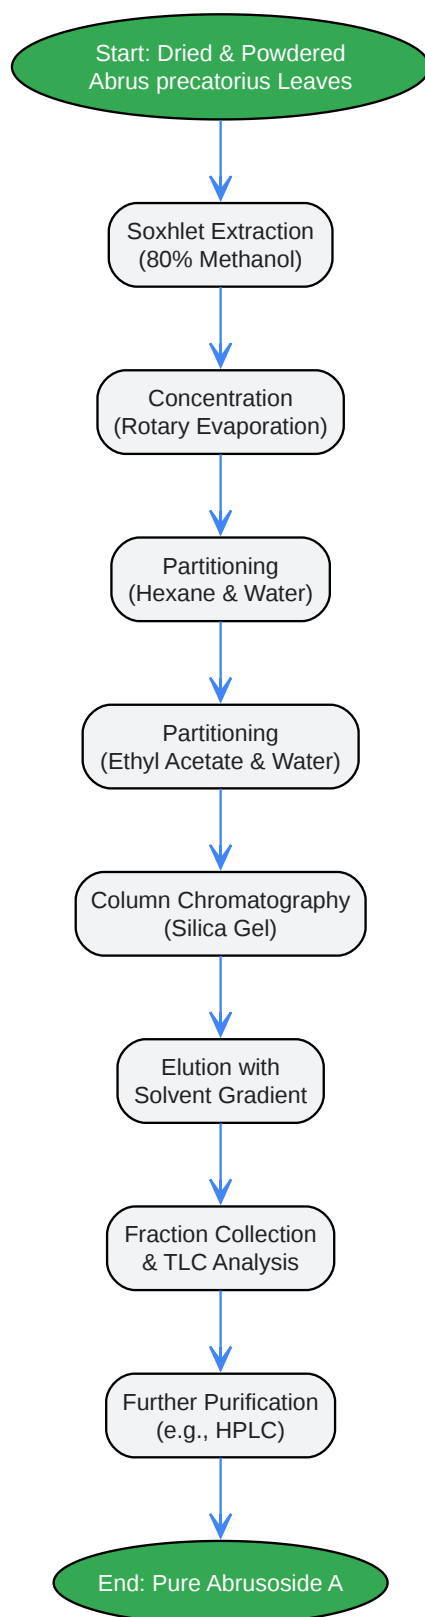 Start: Dried & Powdered
Abrus precatorius Leaves
Soxhlet Extraction
(80% Methanol)
Concentration
(Rotary Evaporation)
Partitioning
(Hexane & Water)
Partitioning
(Ethyl Acetate & Water)
Column Chromatography
(Silica Gel)
Elution with
Solvent Gradient
Fraction Collection
& TLC Analysis
Further Purification
(e.g., HPLC)
End: Pure Abrusoside A